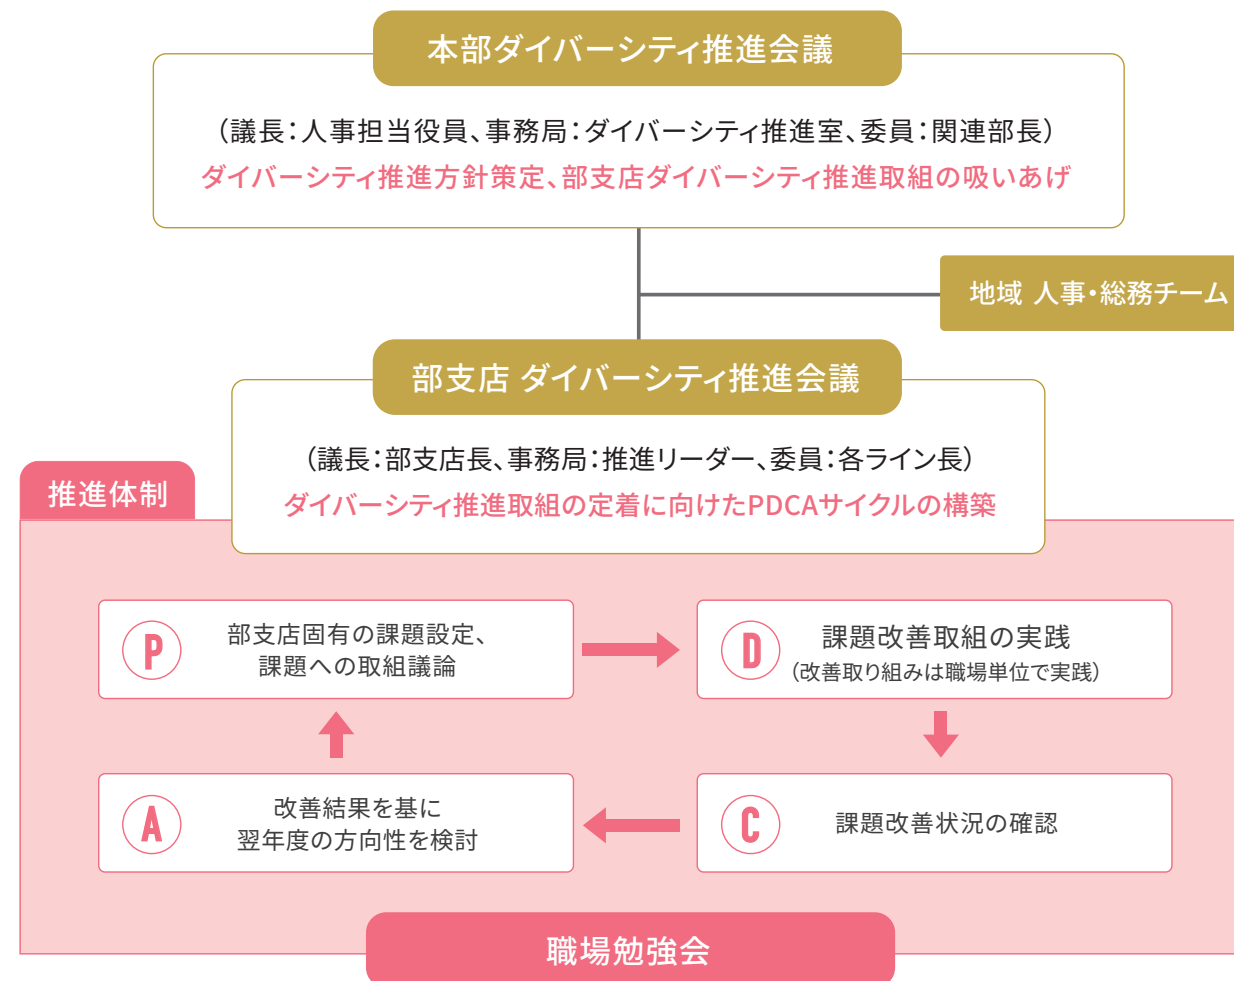 本部ダイバーシティ推進会議
（議長：人事担当役員、事務局：ダイバーシティ推進室、委員：関連部長）
ダイバーシティ推進方針策定、部支店ダイバーシティ推進取組の吸いあげ
地域 人事・総務チーム
部支店 ダイバーシティ推進会議
（議長：部支店長、事務局：推進リーダー、委員：各ライン長）
ダイバーシティ推進取組の定着に向けたPDCAサイクルの構築
推進体制
P
部支店固有の課題設定、
課題への取組議論
D
課題改善取組の実践
（改善取り組みは職場単位で実践）
A
改善結果を基に
翌年度の方向性を検討
C
課題改善状況の確認
職場勉強会